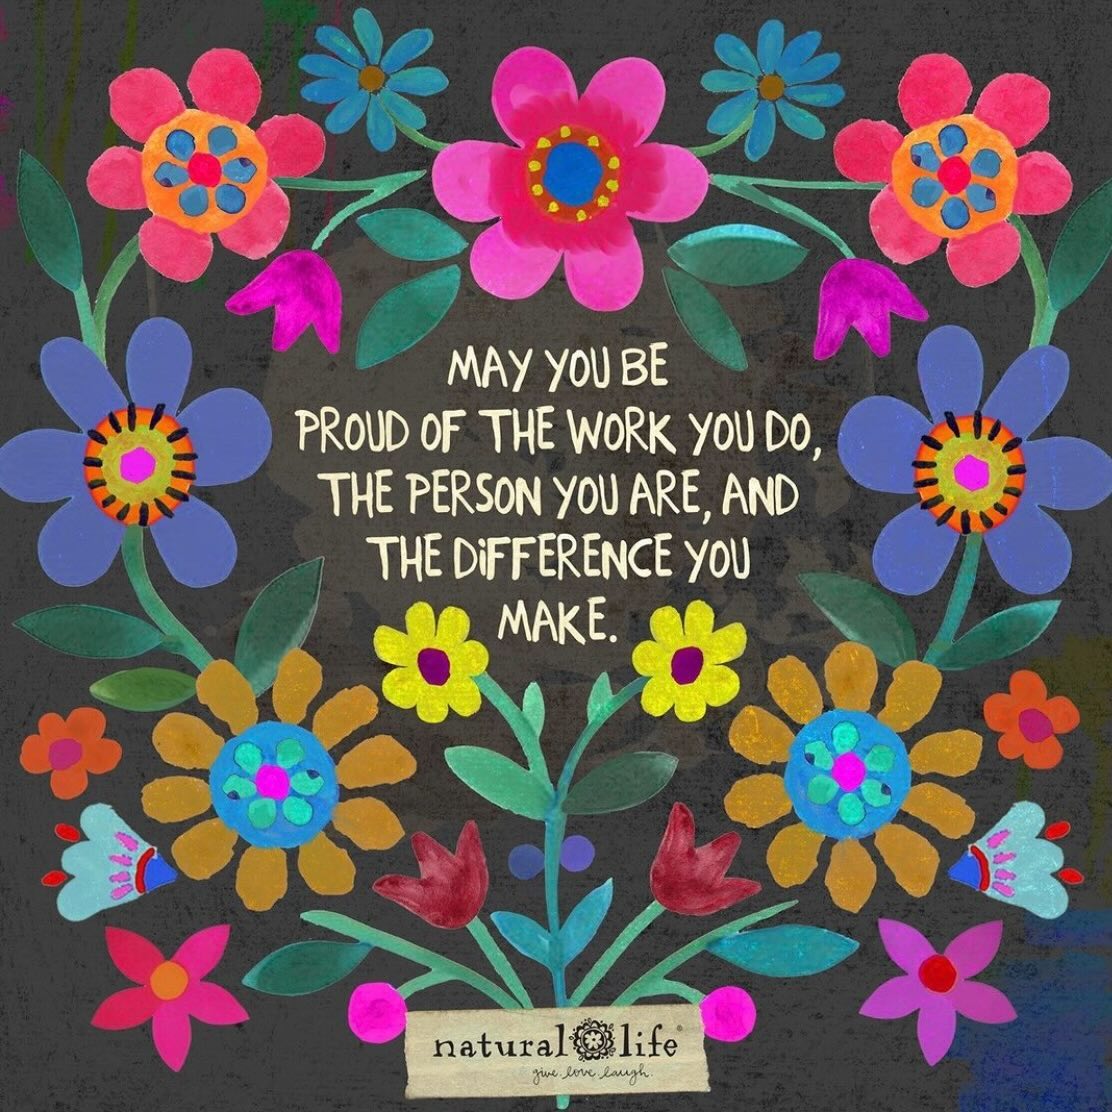 MAY YOU BE
PROUD OF THE WORK YOU DO,
THE PERSON YOU ARE, AND
THE DiFFERENCE YOU
MAKE.
natural life®
give. love. laugh.